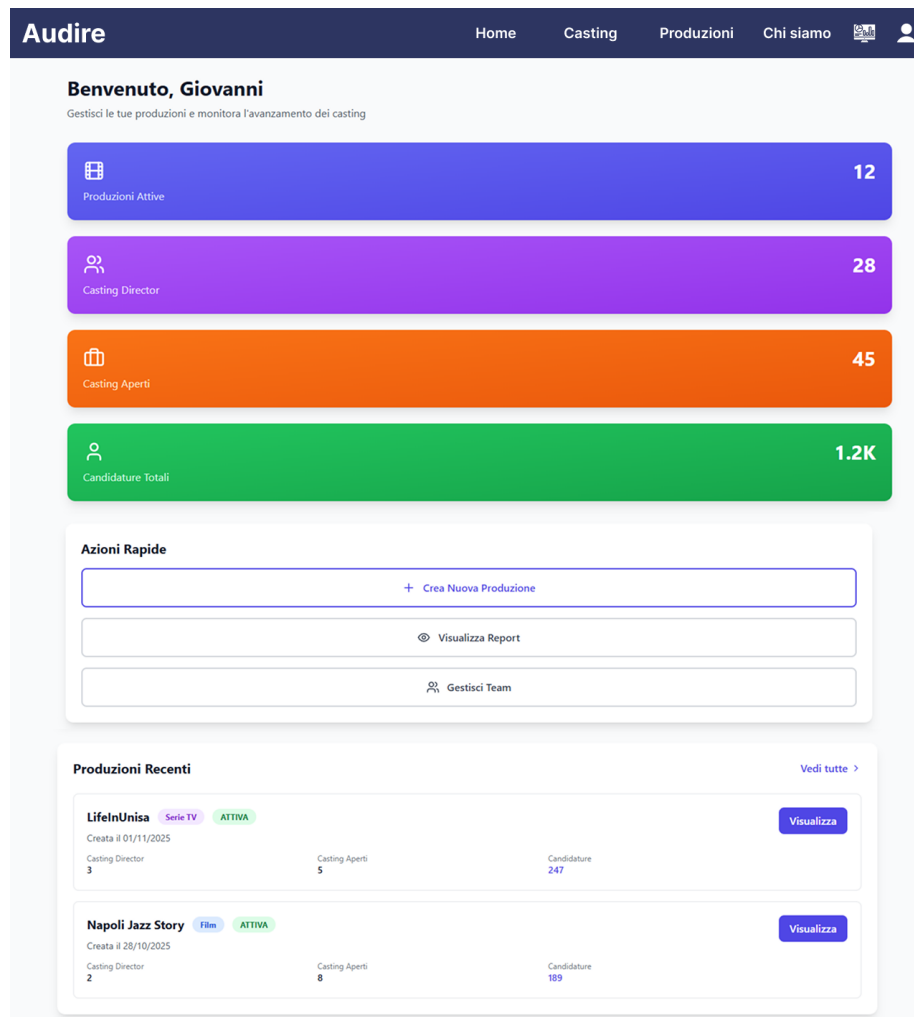 Audire
Home Casting Produzioni Chi siamo
Benvenuto, Giovanni
Gestisci le tue produzioni e monitora l'avanzamento dei casting
12
Produzioni Attive
28
Casting Director
45
Casting Aperti
1.2K
Candidature Totali
Azioni Rapide
+ Crea Nuova Produzione
Visualizza Report
Gestisci Team
Produzioni Recenti Vedi tutte >
LifeInUnisa Serie TV ATTIVA Visualizza
Creata il 01/11/2025
Casting Director Casting Aperti Candidature
3 5 247
Napoli Jazz Story Film ATTIVA Visualizza
Creata il 28/10/2025
Casting Director Casting Aperti Candidature
2 8 189